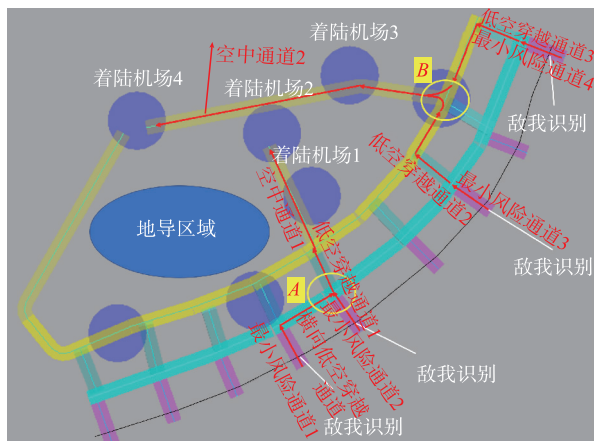 着陆机场3
空中通道2
低空穿越通道3
最小风险通道4
着陆机场4
B
着陆机场2
敌我识别
着陆机场1
低空穿越通道2
最小风险通道3
空中通道1
地导区域
低空穿越通道1
敌我识别
A
最小风险通道2
横向低空穿越
通道
最小风险通道1
敌我识别
敌我识别